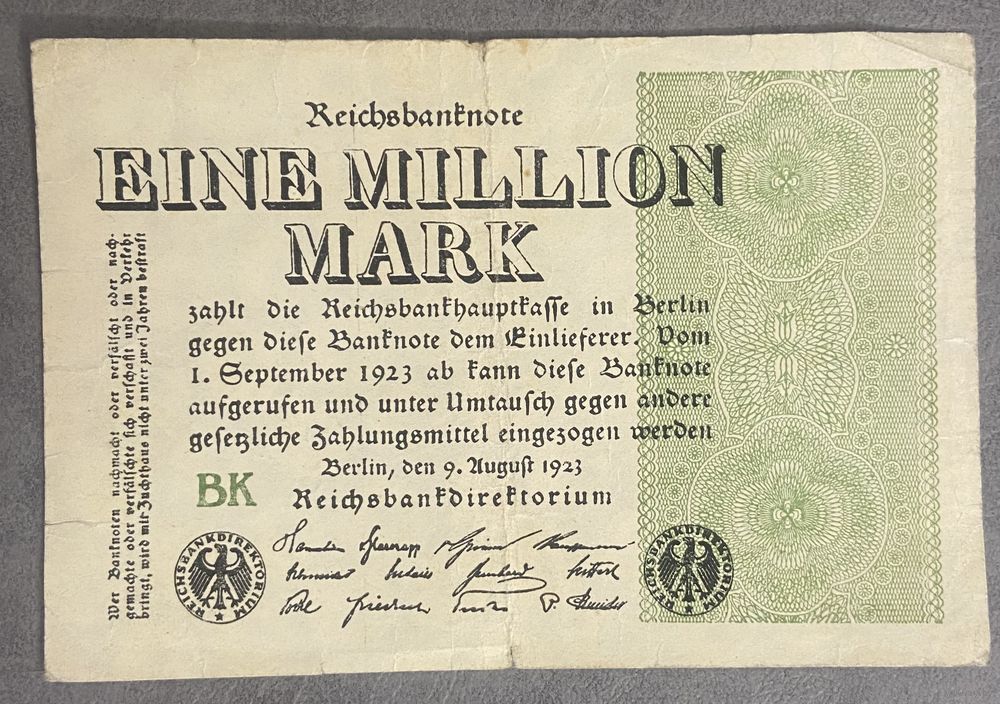 Reichsbanknote
EINE MILLION
MARK
zahlt die Reichsbankhauptkasse in Berlin
gegen diese Banknote dem Einlieferer. Vom
1. September 1923 ab kann diese Banknote
aufgerufen und unter Umtausch gegen andere
gesetzliche Zahlungsmittel eingezogen werden
Berlin, den 9. August 1923
BK
Reichsbankdirektorium
REICHSBANKDIREKTORIUM
REICHSBANKDIREKTORIUM
Wer Banknoten nachmacht oder verfälscht oder nach-
gemachte oder verfälschte sich verschafft und in Verkehr
bringt, wird mit Zuchthaus nicht unter zwei Jahren bestraft